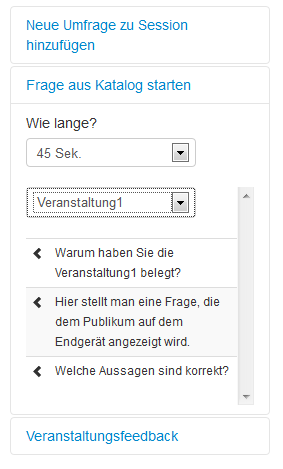 Neue Umfrage zu Session
hinzufügen
Frage aus Katalog starten
Wie lange?
45 Sek.
Veranstaltung1
Warum haben Sie die
Veranstaltung1 belegt?
Hier stellt man eine Frage, die
dem Publikum auf dem
Endgerät angezeigt wird.
Welche Aussagen sind korrekt?
Veranstaltungsfeedback